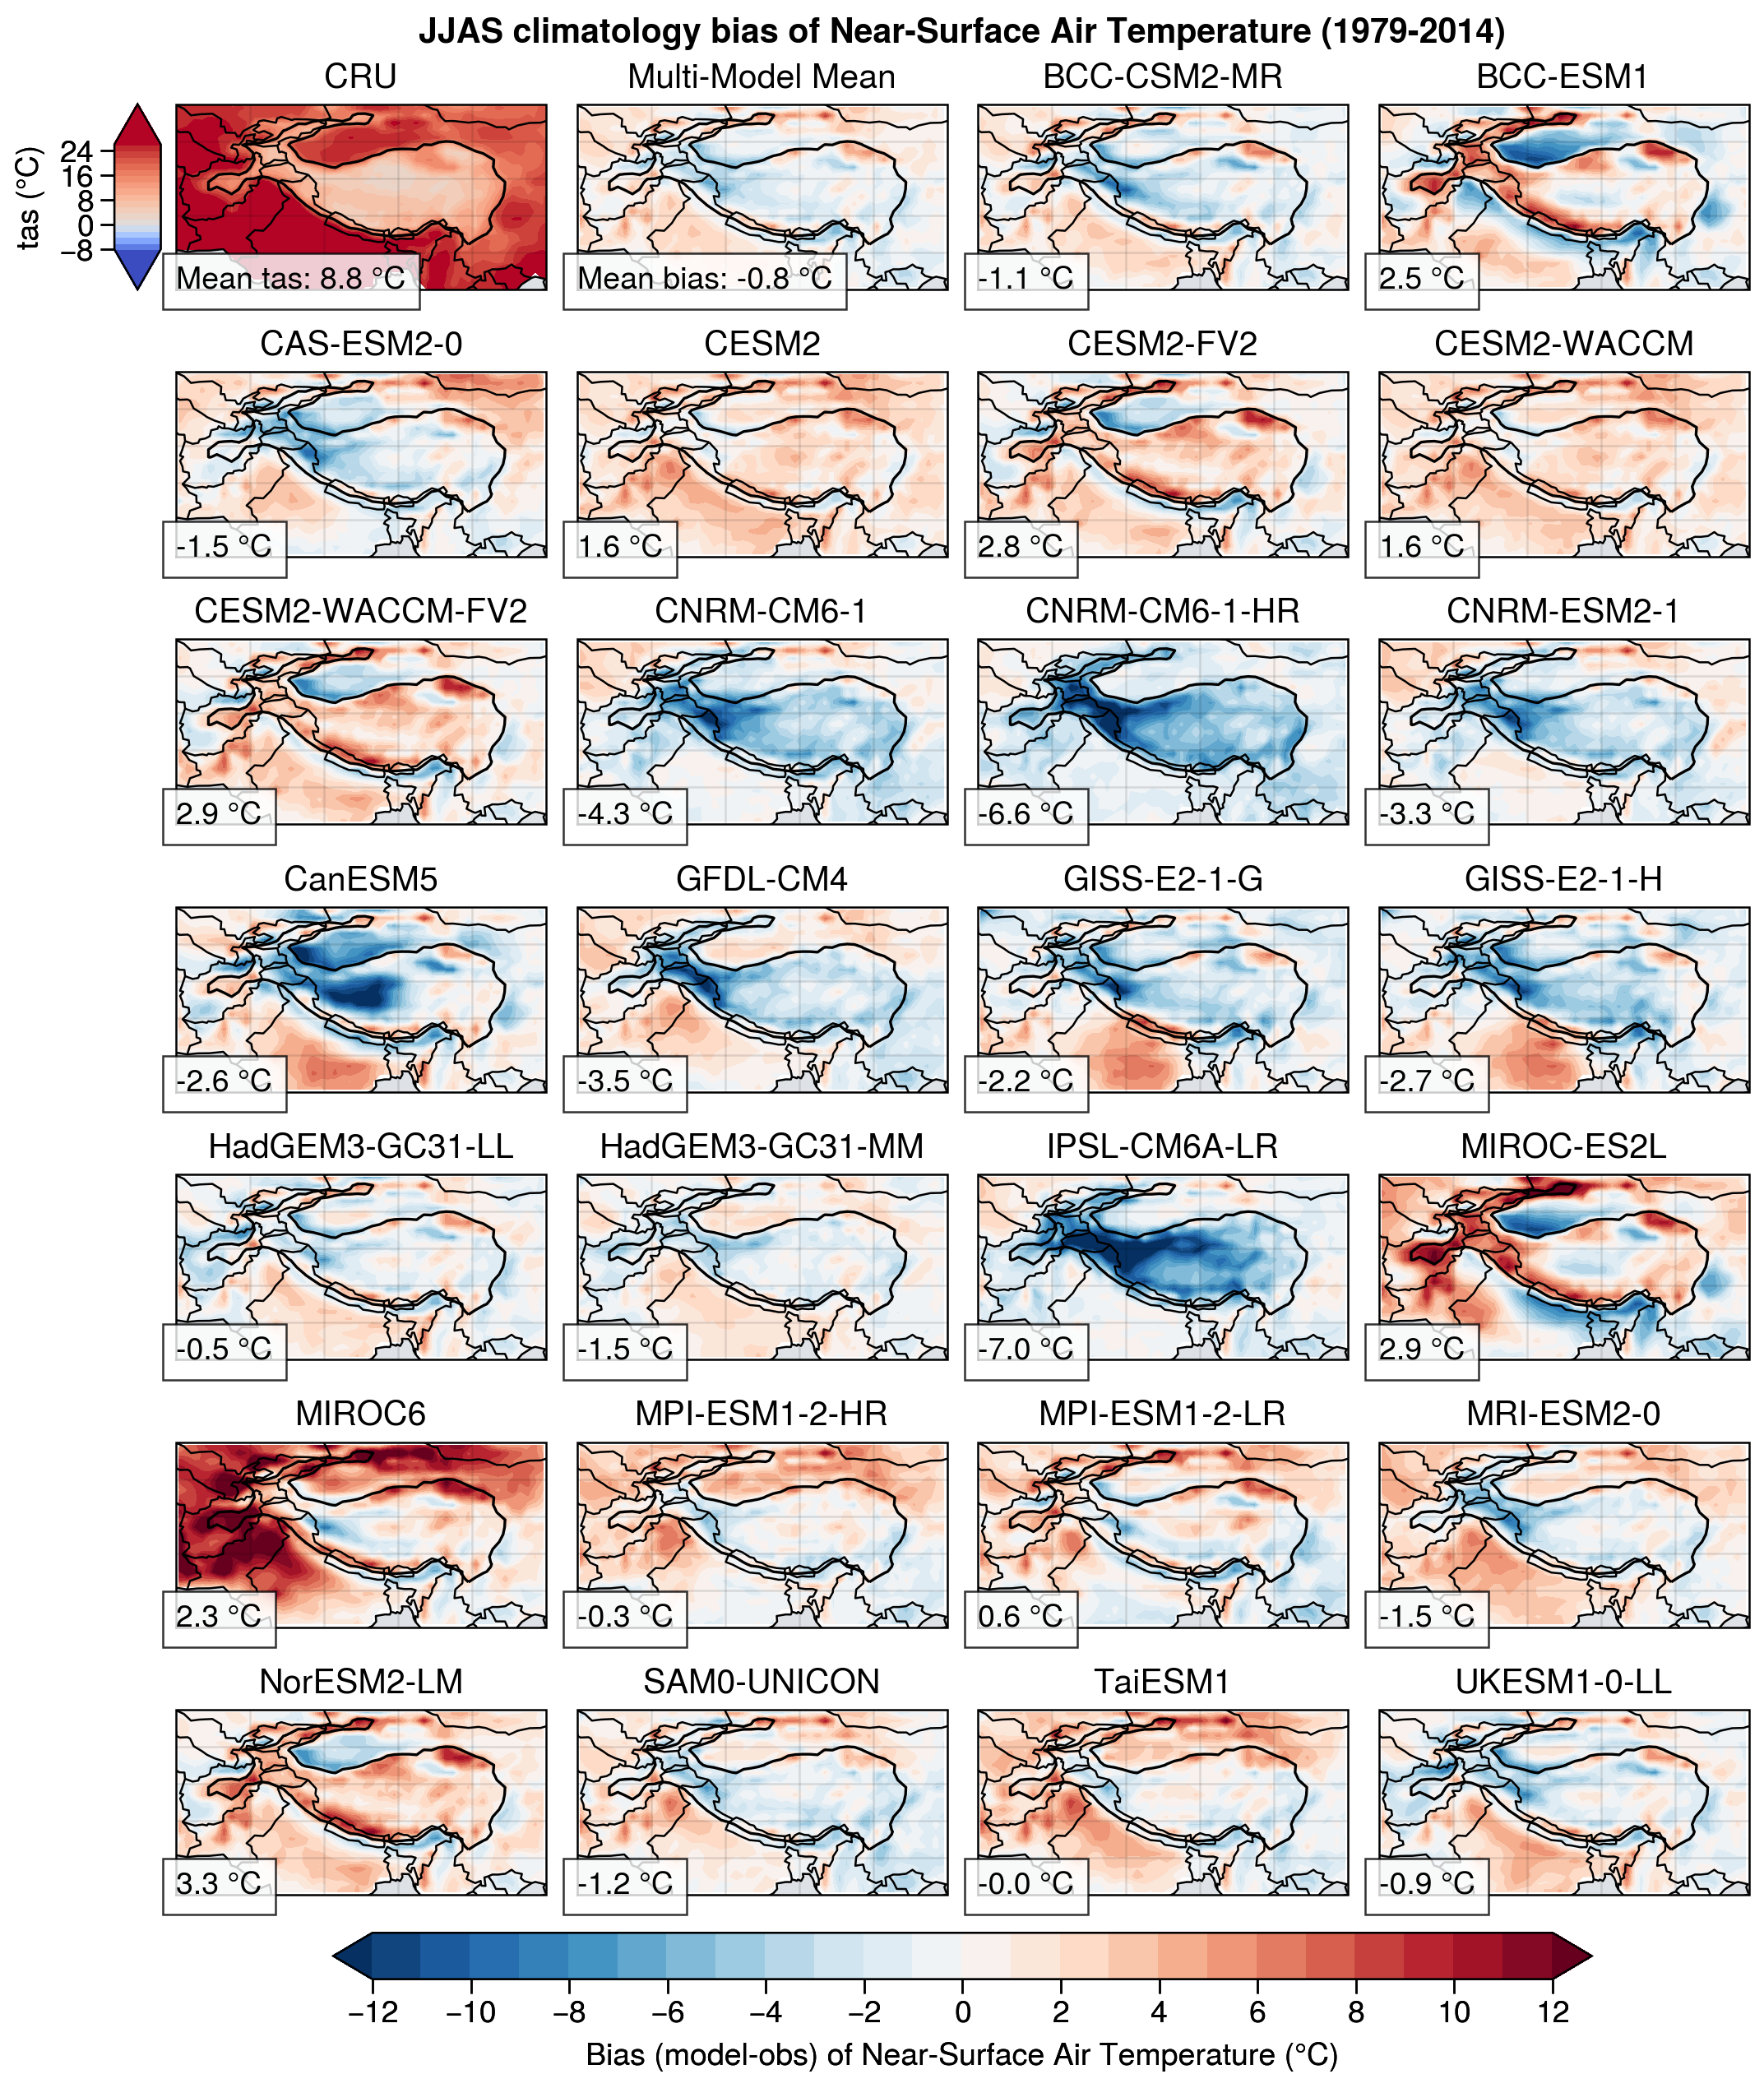 JJAS climatology bias of Near-Surface Air Temperature (1979-2014)
CRU
Multi-Model Mean
BCC-CSM2-MR
BCC-ESM1
tas (°C)
24
16
8
0
−8
Mean tas: 8.8 °C
Mean bias: -0.8 °C
-1.1 °C
2.5 °C
CAS-ESM2-0
CESM2
CESM2-FV2
CESM2-WACCM
-1.5 °C
1.6 °C
2.8 °C
1.6 °C
CESM2-WACCM-FV2
CNRM-CM6-1
CNRM-CM6-1-HR
CNRM-ESM2-1
2.9 °C
-4.3 °C
-6.6 °C
-3.3 °C
CanESM5
GFDL-CM4
GISS-E2-1-G
GISS-E2-1-H
-2.6 °C
-3.5 °C
-2.2 °C
-2.7 °C
HadGEM3-GC31-LL
HadGEM3-GC31-MM
IPSL-CM6A-LR
MIROC-ES2L
-0.5 °C
-1.5 °C
-7.0 °C
2.9 °C
MIROC6
MPI-ESM1-2-HR
MPI-ESM1-2-LR
MRI-ESM2-0
2.3 °C
-0.3 °C
0.6 °C
-1.5 °C
NorESM2-LM
SAM0-UNICON
TaiESM1
UKESM1-0-LL
3.3 °C
-1.2 °C
-0.0 °C
-0.9 °C
−12 −10 −8 −6 −4 −2 0 2 4 6 8 10 12
Bias (model-obs) of Near-Surface Air Temperature (°C)